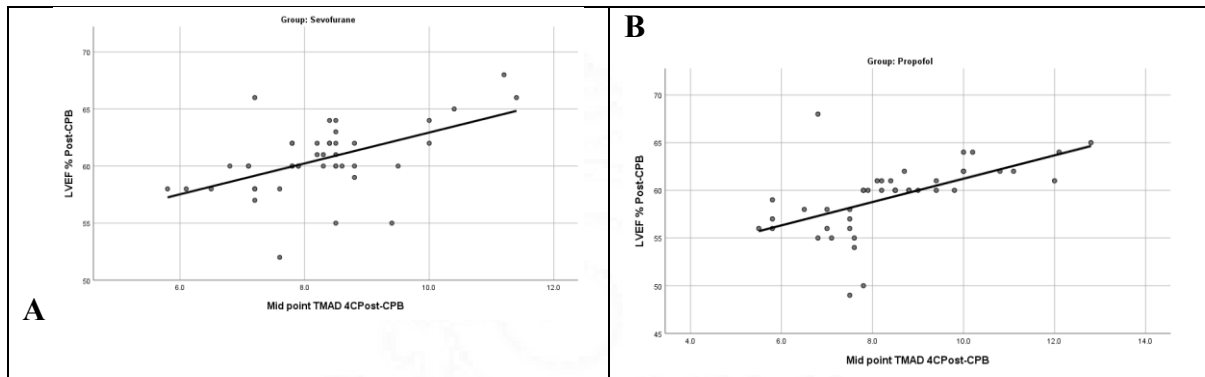 Group: Sevofurane
LVEF % Post-CPB
70
65
60
55
50
6.0 8.0 10.0 12.0
Mid point TMAD 4CPost-CPB
A
B
Group: Propofol
LVEF % Post-CPB
70
65
60
55
50
45
4.0 6.0 8.0 10.0 12.0 14.0
Mid point TMAD 4CPost-CPB